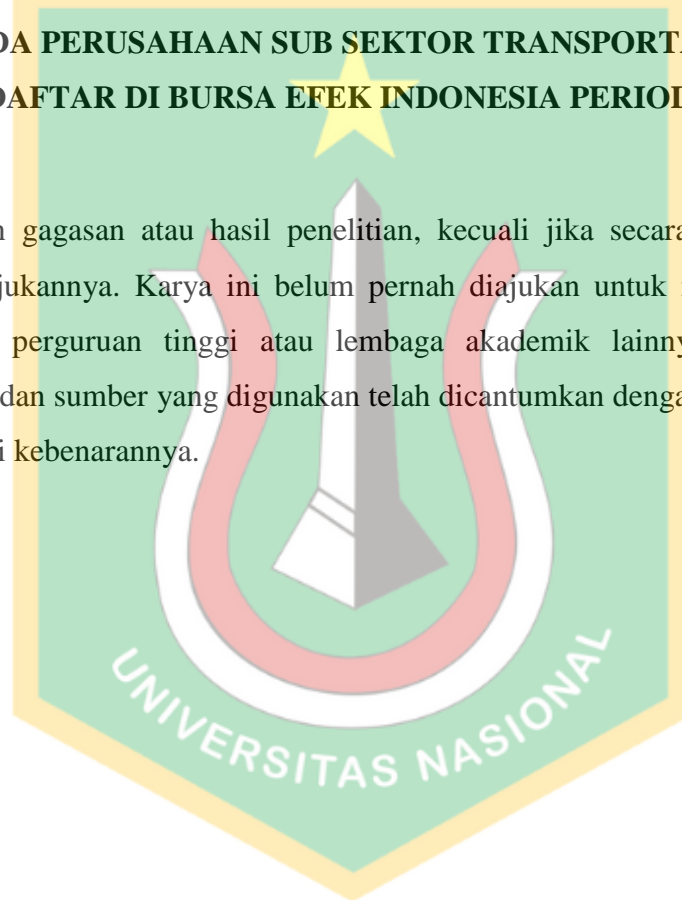 DA PERUSAHAAN SUB SEKTOR TRANSPORTA
DAFTAR DI BURSA EFEK INDONESIA PERIOD
n gagasan atau hasil penelitian, kecuali jika secara
jukannya. Karya ini belum pernah diajukan untuk
perguruan tinggi atau lembaga akademik lainny
dan sumber yang digunakan telah dicantumkan denga
i kebenarannya.
UNIVERSITAS NASIONAL